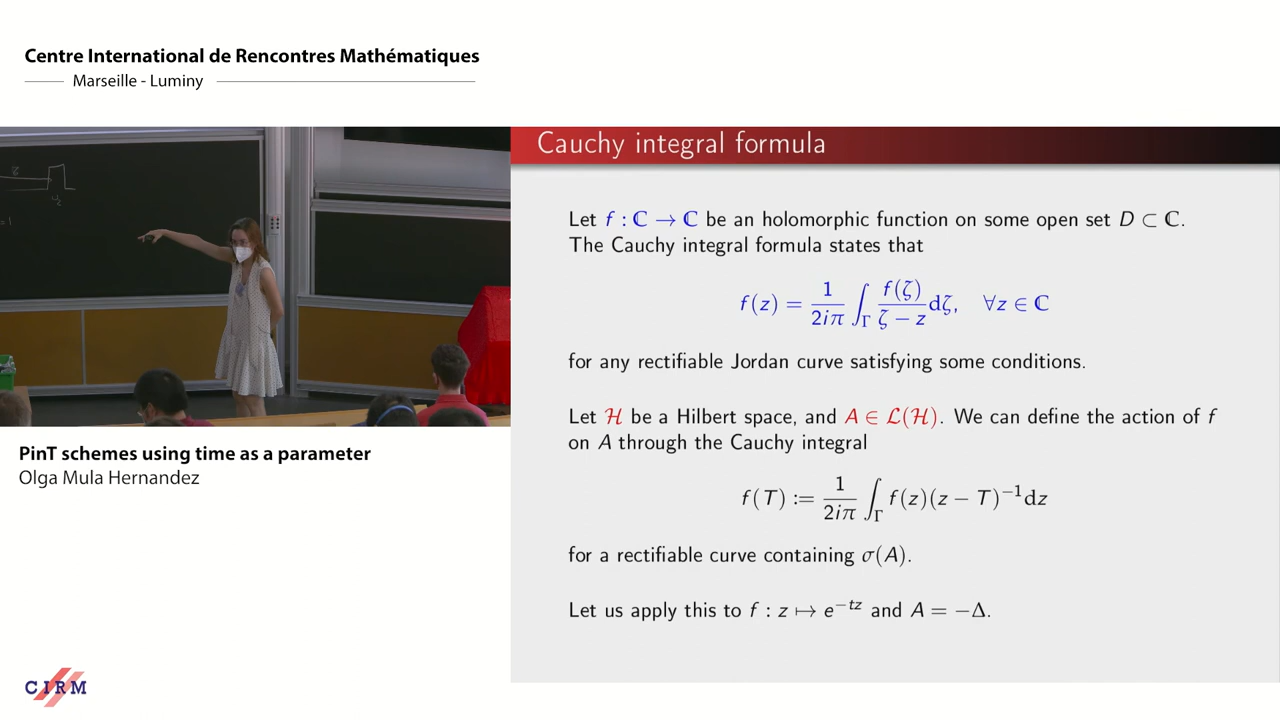 Centre International de Rencontres Mathématiques
Marseille - Luminy
Cauchy integral formula
Let f : ℂ → ℂ be an holomorphic function on some open set D ⊂ ℂ.
The Cauchy integral formula states that
f(z) = 1/2iπ ∫_Γ f(ζ)/(ζ − z) dζ, ∀z ∈ ℂ
for any rectifiable Jordan curve satisfying some conditions.
Let ℋ be a Hilbert space, and A ∈ ℒ(ℋ). We can define the action of f
on A through the Cauchy integral
f(T) := 1/2iπ ∫_Γ f(z)(z − T)⁻¹dz
for a rectifiable curve containing σ(A).
Let us apply this to f : z ↦ e^{−tz} and A = −Δ.
PinT schemes using time as a parameter
Olga Mula Hernandez
CIRM